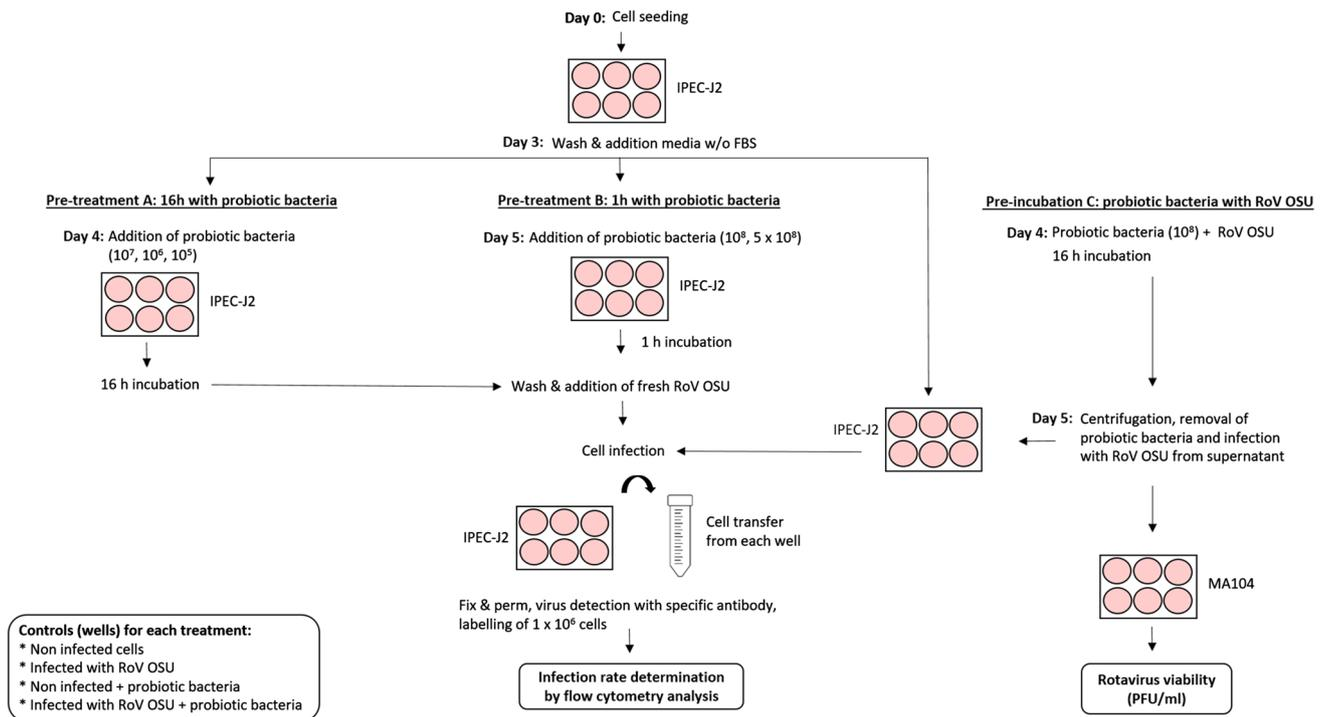 Day 0: Cell seeding
IPEC-J2
Day 3: Wash & addition media w/o FBS
Pre-treatment A: 16h with probiotic bacteria
Day 4: Addition of probiotic bacteria
(10⁷, 10⁶, 10⁵)
IPEC-J2
16 h incubation
Pre-treatment B: 1h with probiotic bacteria
Day 5: Addition of probiotic bacteria (10⁸, 5 x 10⁸)
IPEC-J2
1 h incubation
Wash & addition of fresh RoV OSU
Cell infection
Pre-incubation C: probiotic bacteria with RoV OSU
Day 4: Probiotic bacteria (10⁸) + RoV OSU
16 h incubation
Day 5: Centrifugation, removal of
probiotic bacteria and infection
with RoV OSU from supernatant
IPEC-J2
IPEC-J2
Cell transfer
from each well
Fix & perm, virus detection with specific antibody,
labelling of 1 x 10⁶ cells
Infection rate determination
by flow cytometry analysis
MA104
Rotavirus viability
(PFU/ml)
Controls (wells) for each treatment:
* Non infected cells
* Infected with RoV OSU
* Non infected + probiotic bacteria
* Infected with RoV OSU + probiotic bacteria